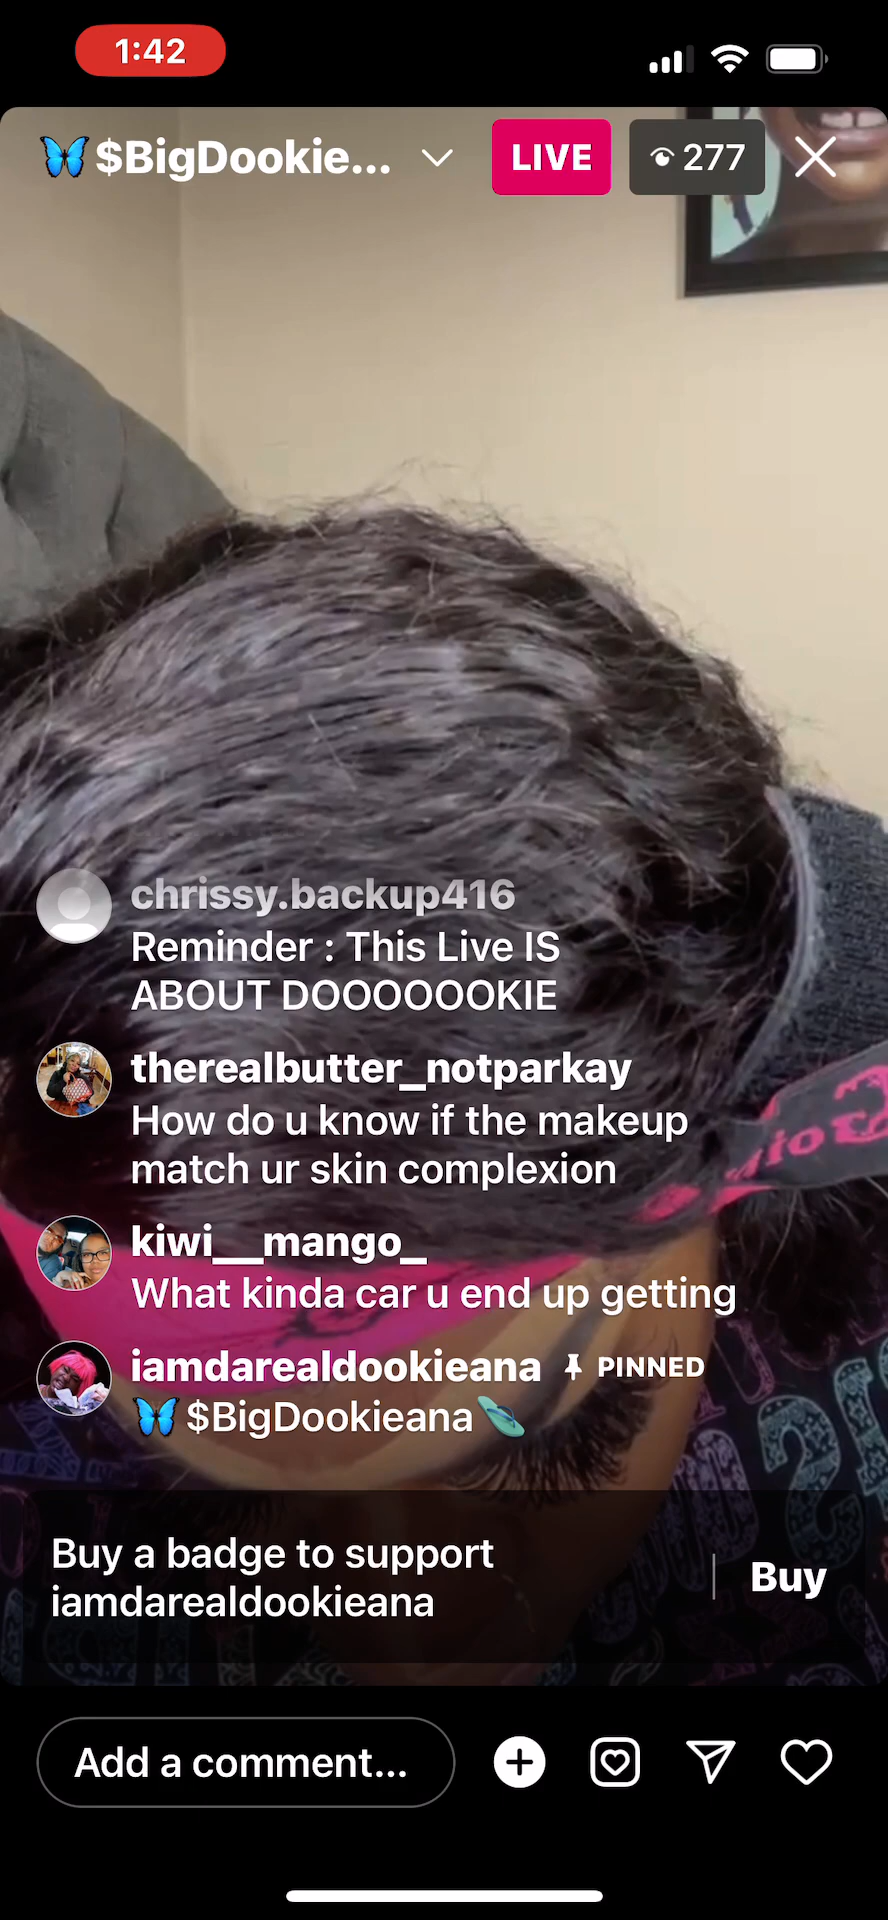 1:42
🦋$BigDookie...
LIVE
277
chrissy.backup416
Reminder : This Live IS
ABOUT DOOOOOOKIE
therealbutter_notparkay
How do u know if the makeup
match ur skin complexion
kiwi__mango_
What kinda car u end up getting
iamdarealdookieana PINNED
🦋$BigDookieana🩴
Buy a badge to support
iamdarealdookieana
Buy
Add a comment...